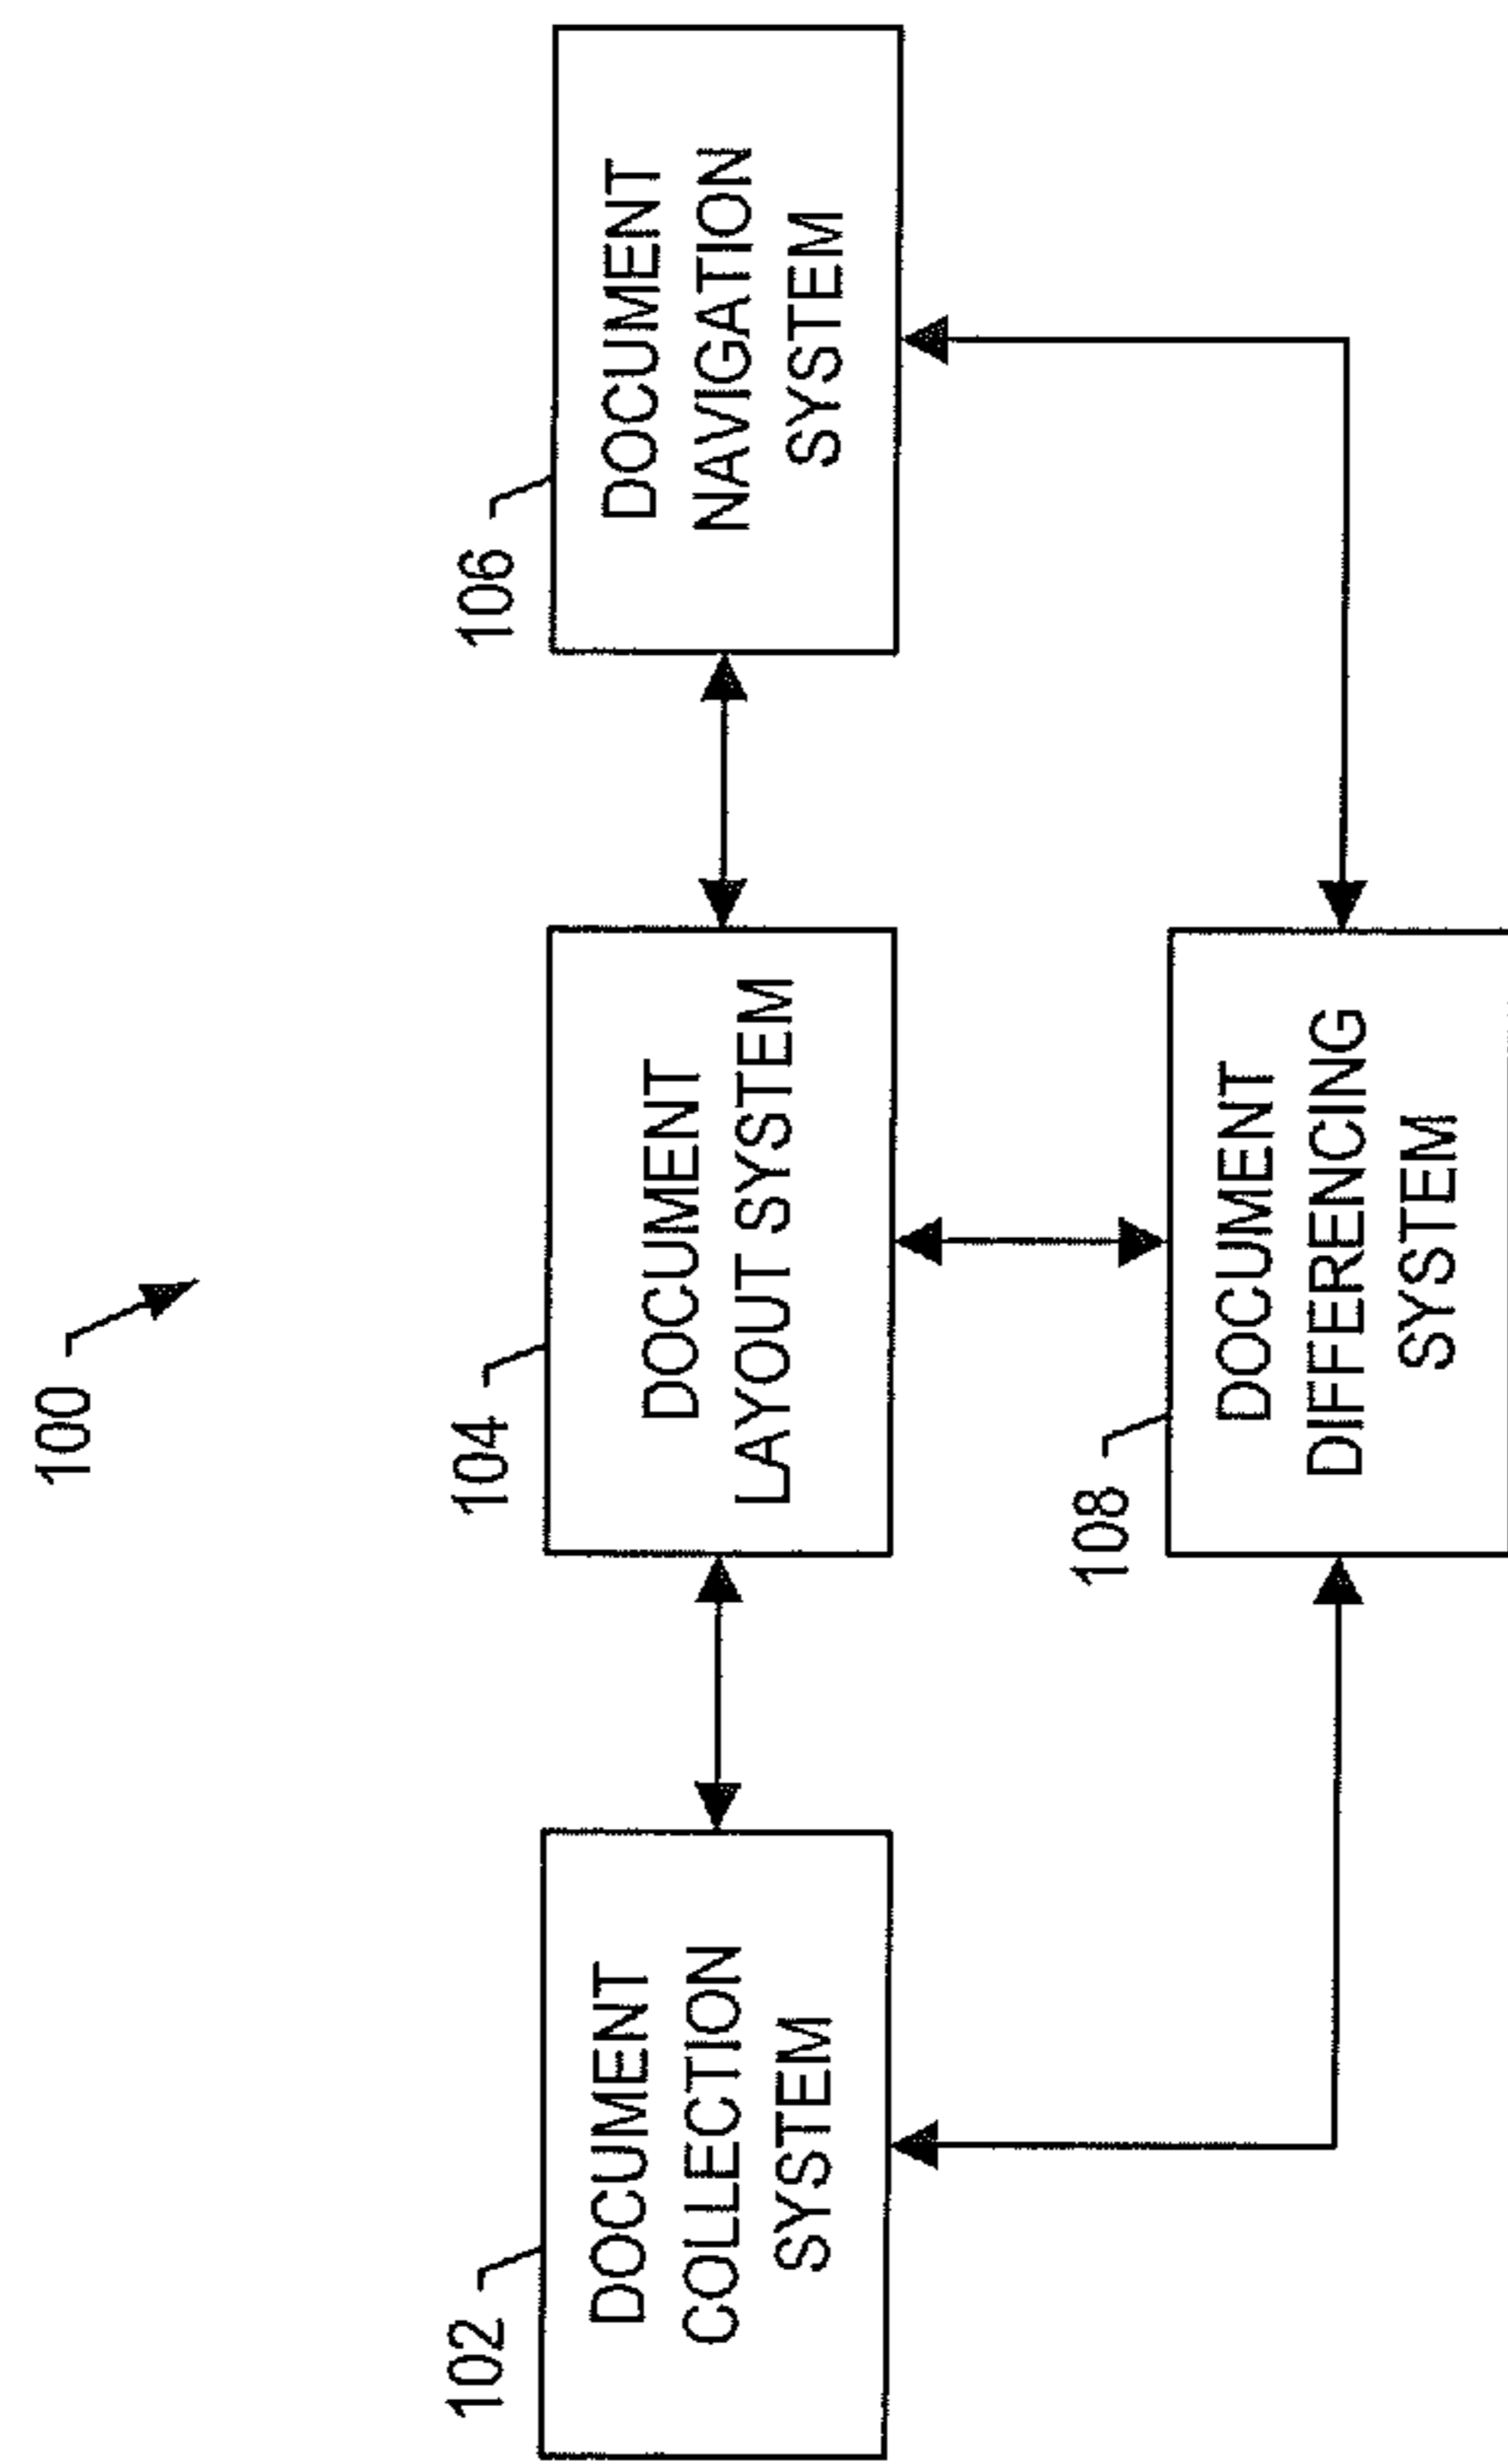 100
102
DOCUMENT
COLLECTION
SYSTEM
104
DOCUMENT
LAYOUT SYSTEM
106
DOCUMENT
NAVIGATION
SYSTEM
108
DOCUMENT
DIFFERENCING
SYSTEM